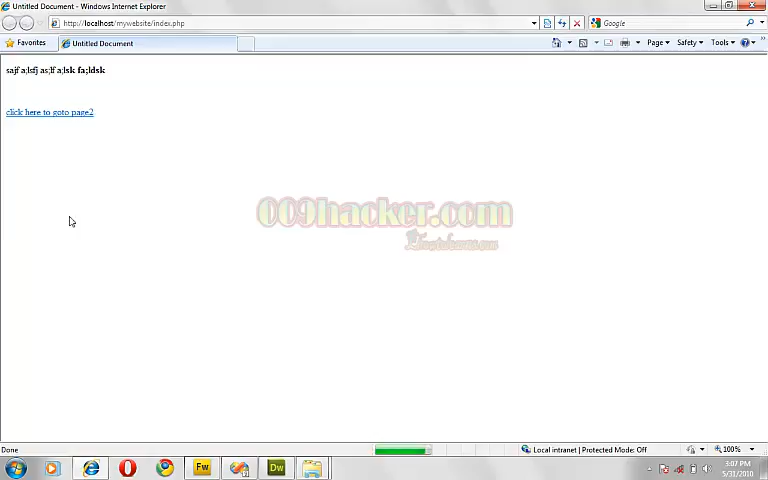 Untitled Document - Windows Internet Explorer
http://localhost/mywebsite/index.php
Google
Favorites
Untitled Document
Page
Safety
Tools
sajf a;lsfj as;lf a;lsk fa;ldsk
click here to goto page2
009hacker.com
Done
Local intranet | Protected Mode: Off
100%
Fw
Dw
3:07 PM
5/31/2010